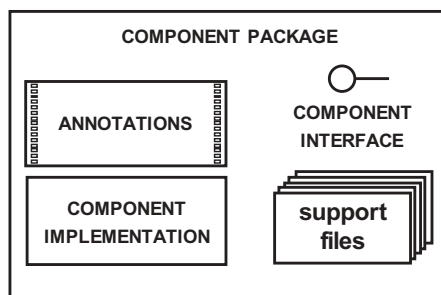 COMPONENT PACKAGE
ANNOTATIONS
COMPONENT
INTERFACE
COMPONENT
IMPLEMENTATION
support
files